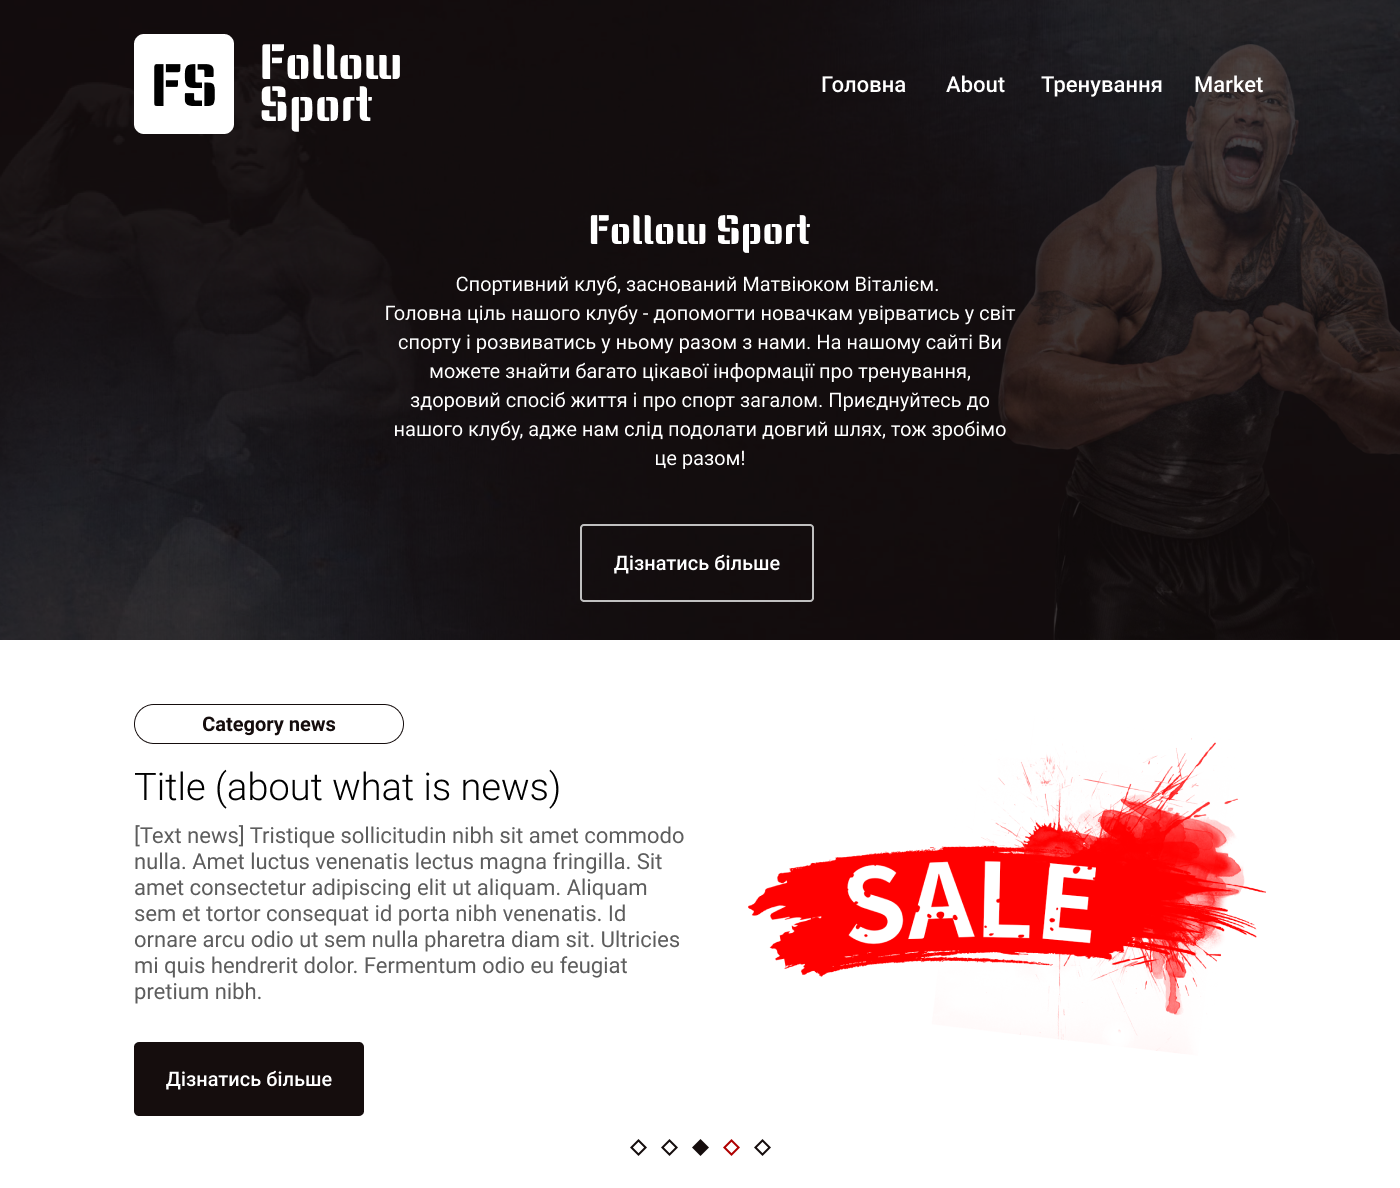 FS
Follow
Sport
Головна About Тренування Market
Follow Sport
Спортивний клуб, заснований Матвіюком Віталієм.
Головна ціль нашого клубу - допомогти новачкам увірватись у світ
спорту і розвиватись у ньому разом з нами. На нашому сайті Ви
можете знайти багато цікавої інформації про тренування,
здоровий спосіб життя і про спорт загалом. Приєднуйтесь до
нашого клубу, адже нам слід подолати довгий шлях, тож зробімо
це разом!
Дізнатись більше
Category news
Title (about what is news)
[Text news] Tristique sollicitudin nibh sit amet commodo
nulla. Amet luctus venenatis lectus magna fringilla. Sit
amet consectetur adipiscing elit ut aliquam. Aliquam
sem et tortor consequat id porta nibh venenatis. Id
ornare arcu odio ut sem nulla pharetra diam sit. Ultricies
mi quis hendrerit dolor. Fermentum odio eu feugiat
pretium nibh.
SALE
Дізнатись більше